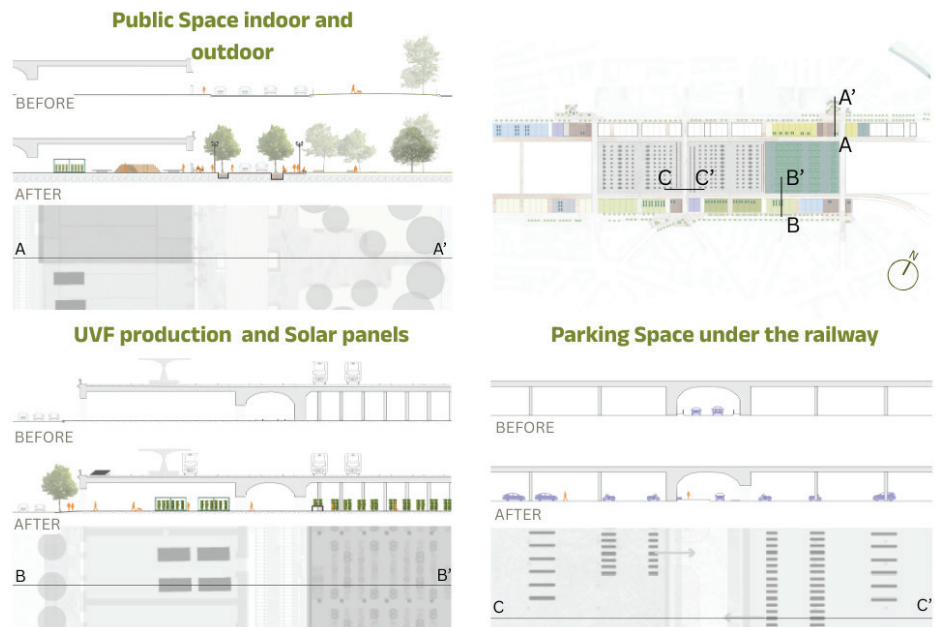 Public Space indoor and
outdoor
BEFORE
AFTER
A
A'
A'
A
B'
C
C'
B
N
UVF production and Solar panels
BEFORE
AFTER
B
B'
Parking Space under the railway
BEFORE
AFTER
C
C'